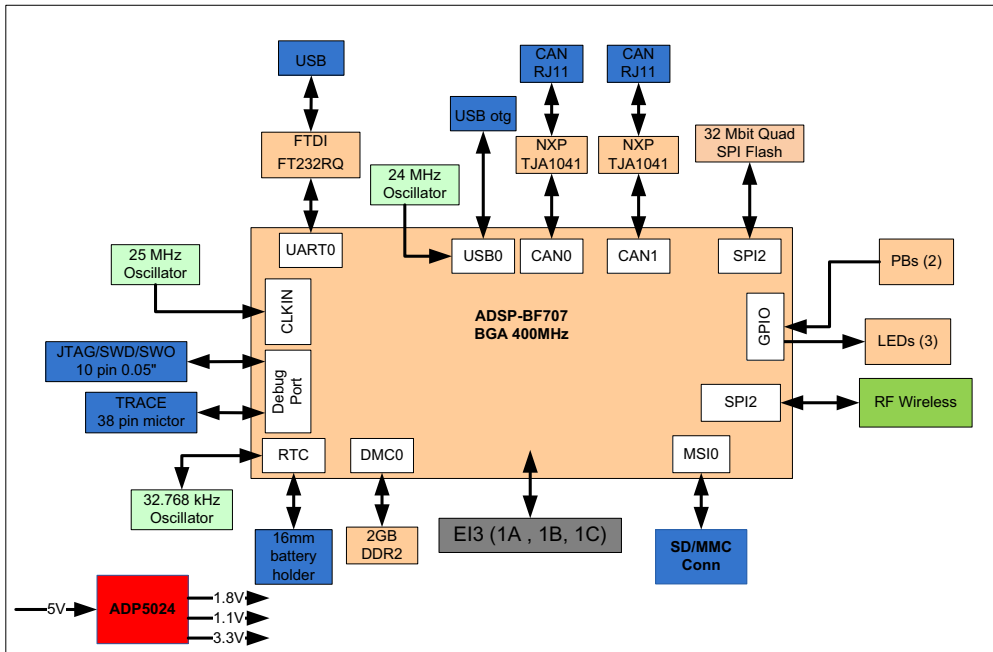 USB
CAN
RJ11
CAN
RJ11
USB otg
FTDI
FT232RQ
NXP
TJA1041
NXP
TJA1041
32 Mbit Quad
SPI Flash
24 MHz
Oscillator
UART0
USB0
CAN0
CAN1
SPI2
25 MHz
Oscillator
CLKIN
ADSP-BF707
BGA 400MHz
GPIO
PBs (2)
LEDs (3)
JTAG/SWD/SWO
10 pin 0.05"
Debug
Port
TRACE
38 pin mictor
SPI2
RF Wireless
RTC
DMC0
MSI0
32.768 kHz
Oscillator
16mm
battery
holder
2GB
DDR2
EI3 (1A , 1B, 1C)
SD/MMC
Conn
5V
ADP5024
1.8V
1.1V
3.3V